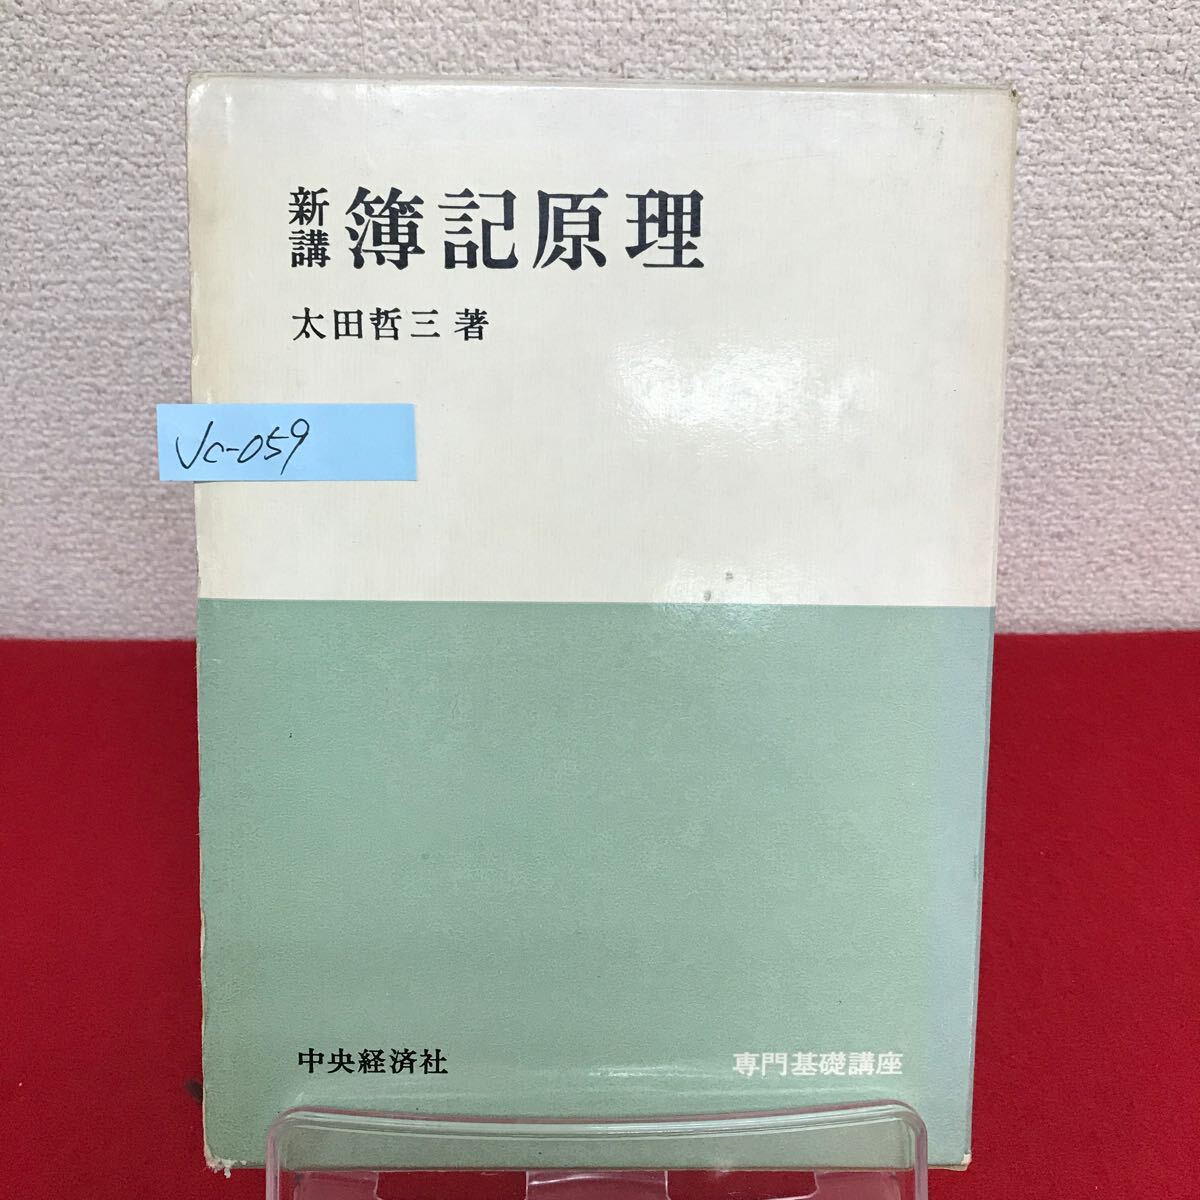 新講 簿記原理
太田哲三 著
Jc-059
中央経済社
専門基礎講座